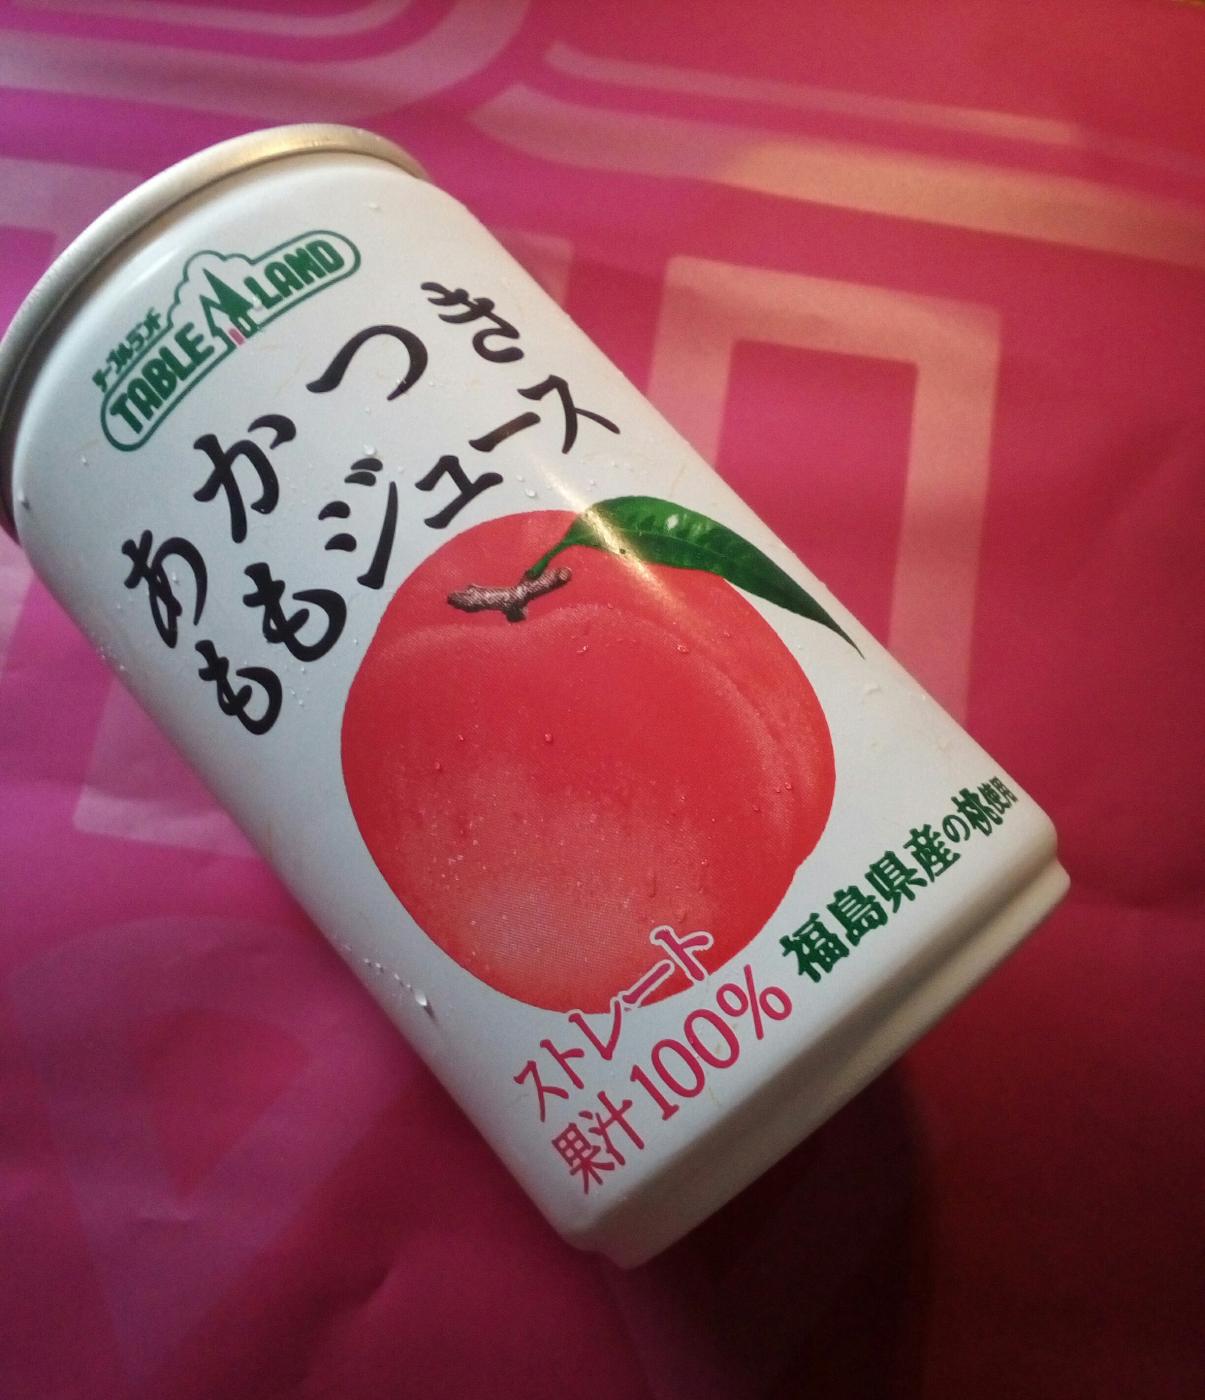 テーブルランド
TABLE LAND
あかつき
ももジュース
ストレート
果汁100%
福島県産の桃使用